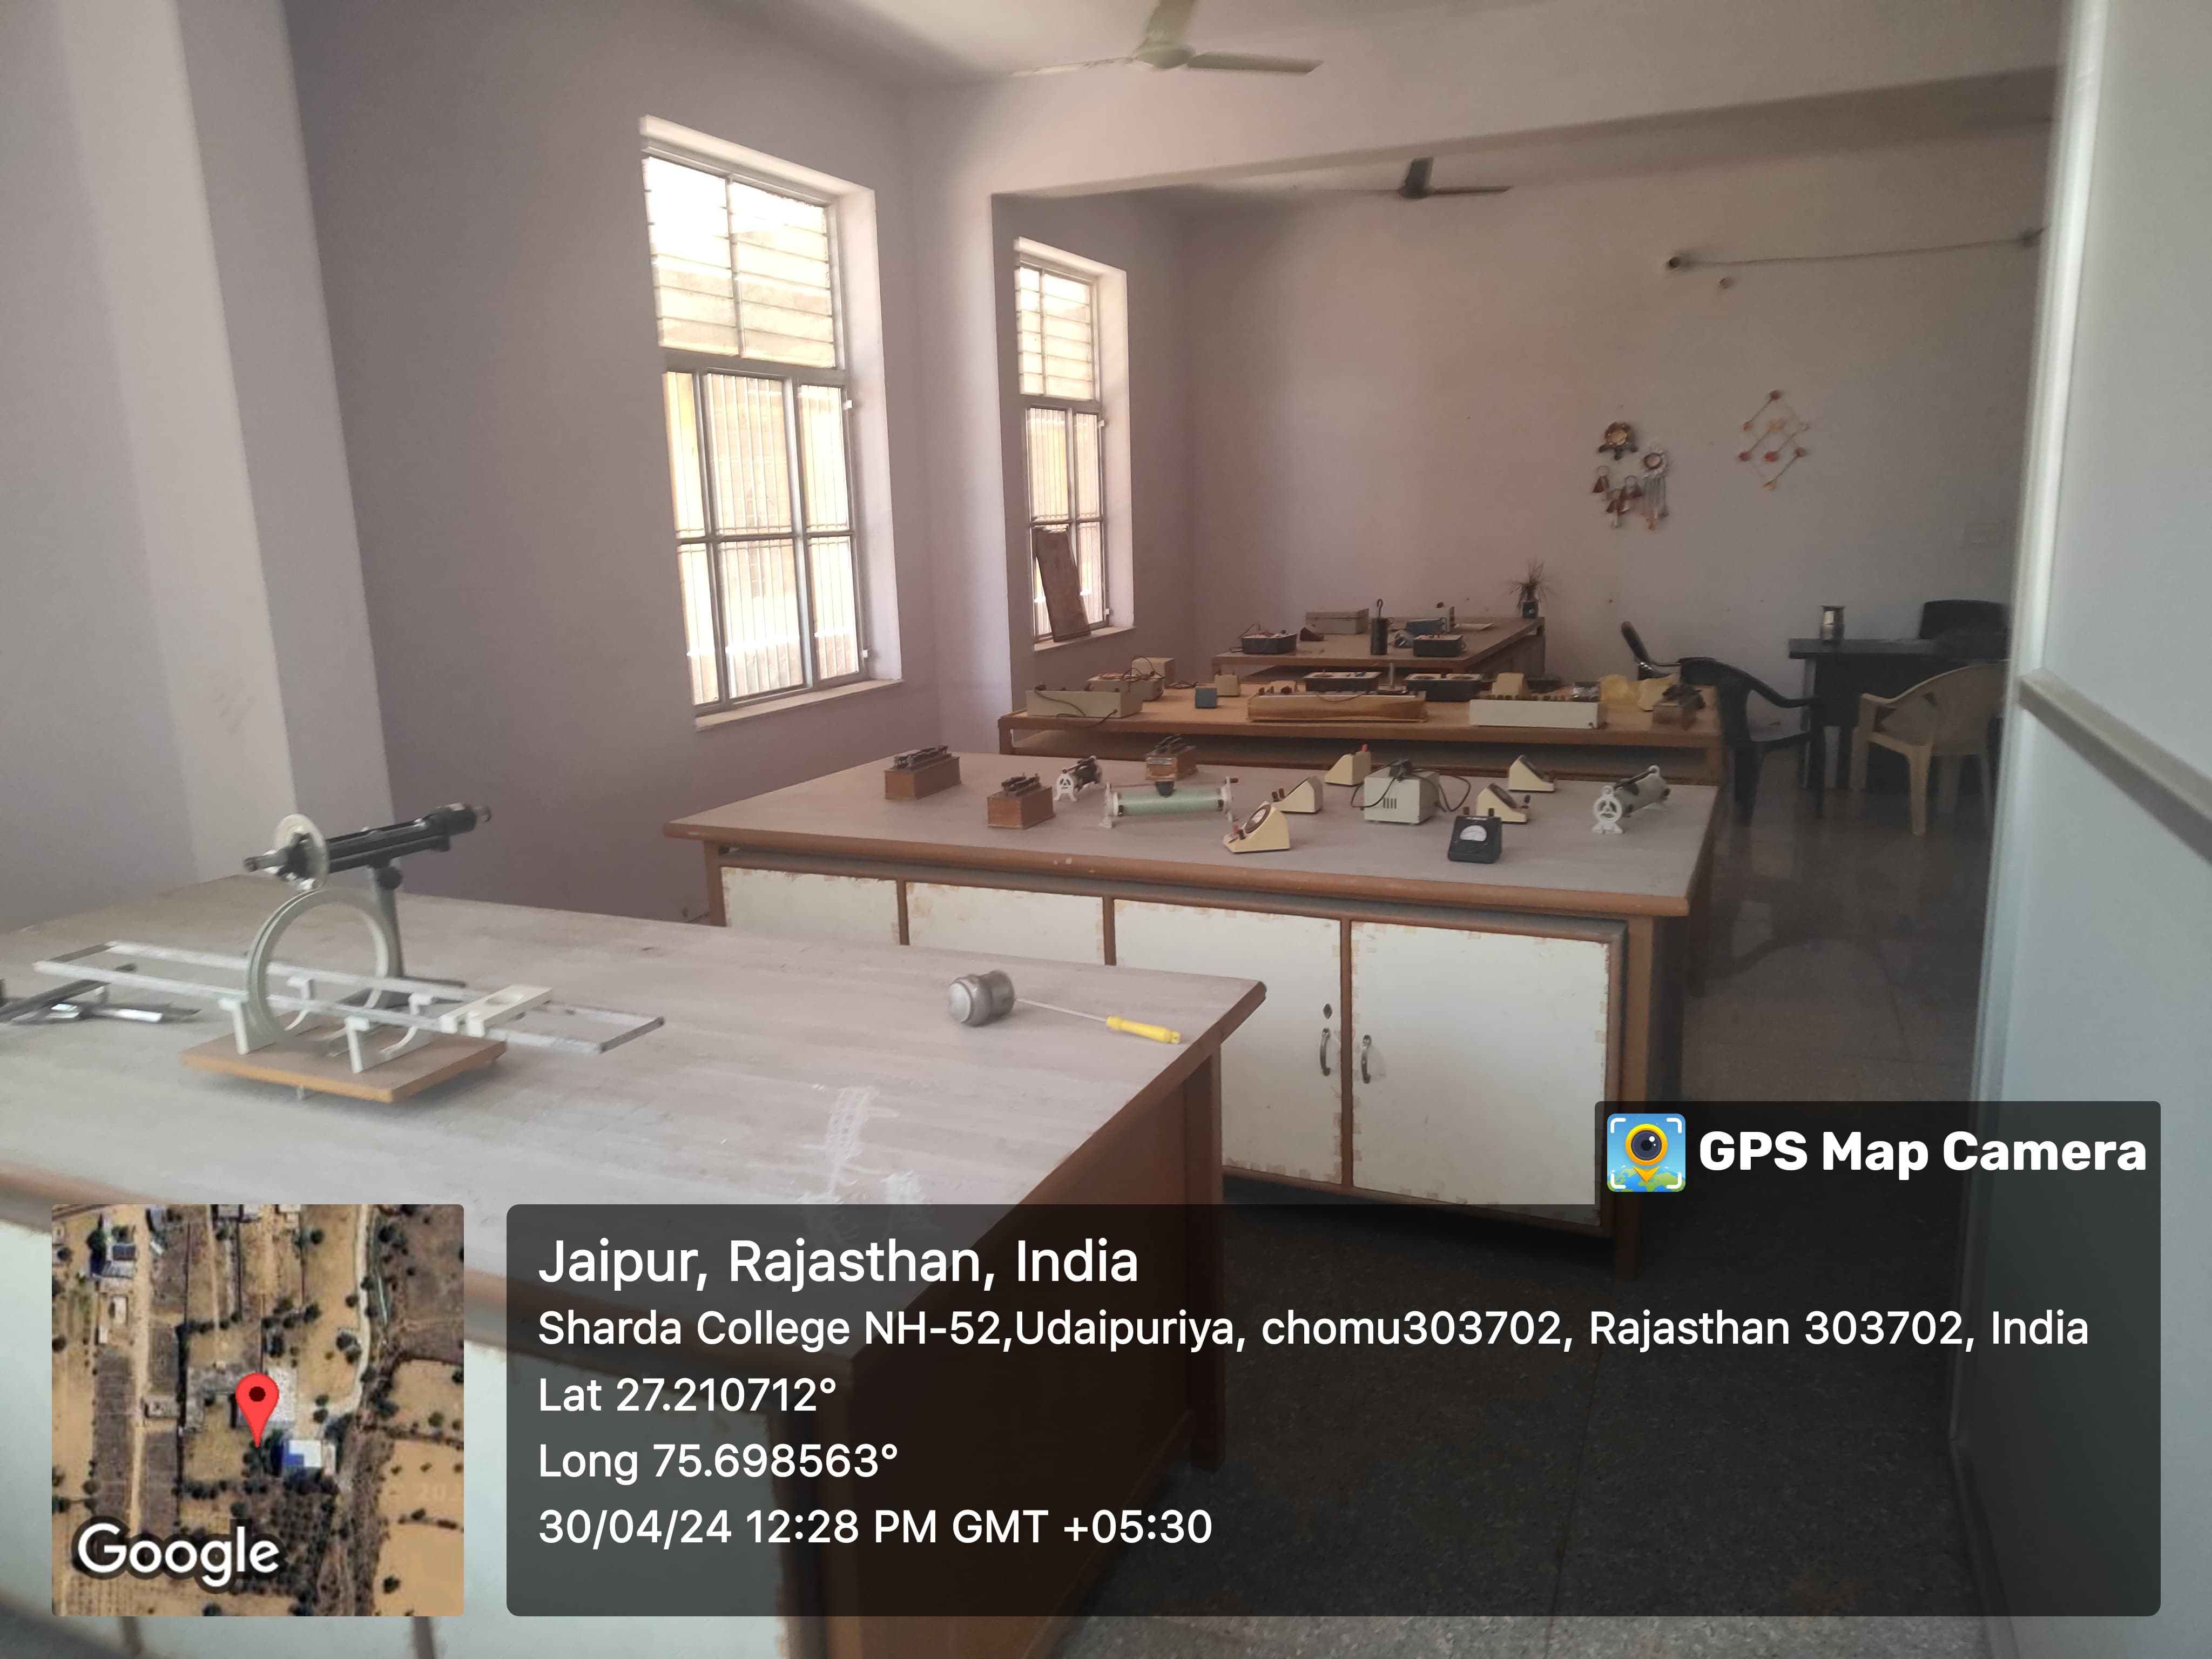 GPS Map Camera
Jaipur, Rajasthan, India
Sharda College NH-52,Udaipuriya, chomu303702, Rajasthan 303702, India
Lat 27.210712°
Long 75.698563°
30/04/24 12:28 PM GMT +05:30
Google